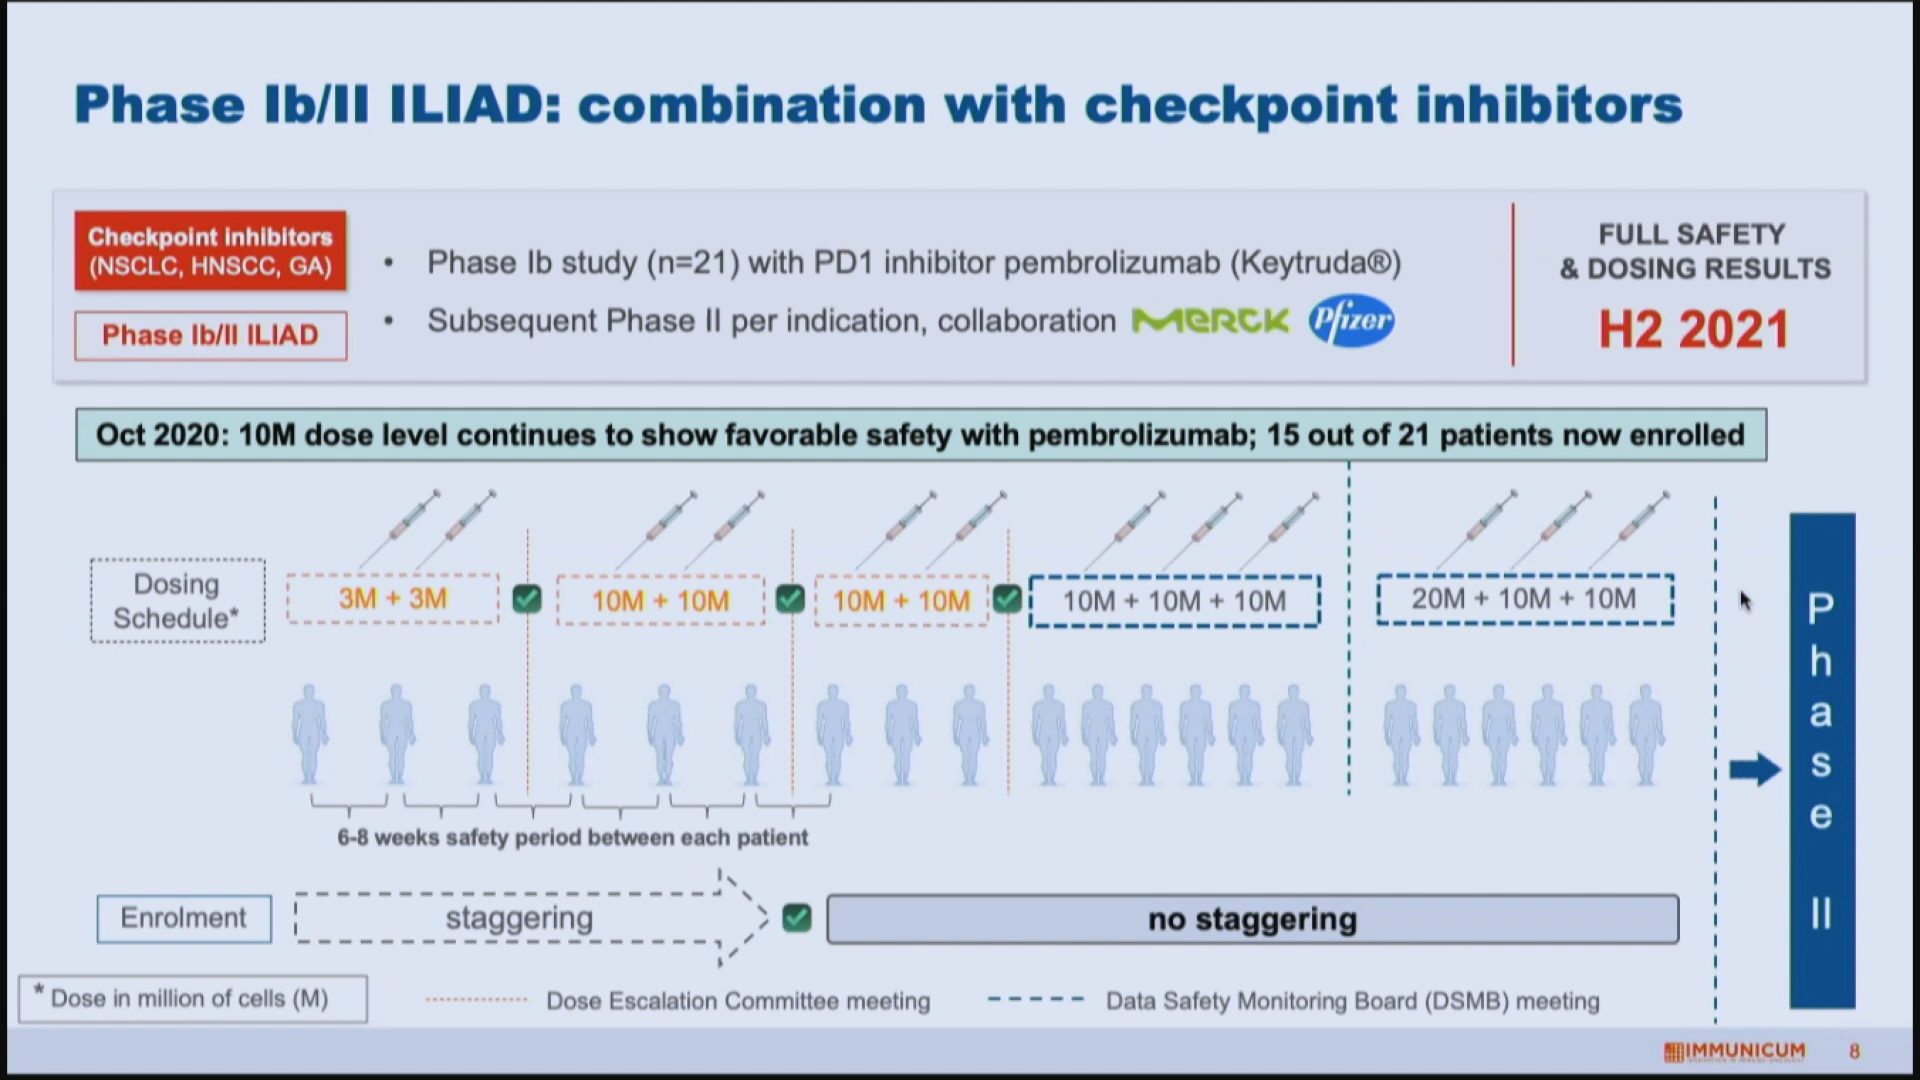 Phase Ib/II ILIAD: combination with checkpoint inhibitors
Checkpoint inhibitors
(NSCLC, HNSCC, GA)
Phase Ib/II ILIAD
• Phase Ib study (n=21) with PD1 inhibitor pembrolizumab (Keytruda®)
• Subsequent Phase II per indication, collaboration MERCK Pfizer
FULL SAFETY
& DOSING RESULTS
H2 2021
Oct 2020: 10M dose level continues to show favorable safety with pembrolizumab; 15 out of 21 patients now enrolled
Dosing
Schedule*
3M + 3M
10M + 10M
10M + 10M
10M + 10M + 10M
20M + 10M + 10M
6-8 weeks safety period between each patient
Enrolment
staggering
no staggering
Phase II
* Dose in million of cells (M)
Dose Escalation Committee meeting
Data Safety Monitoring Board (DSMB) meeting
IMMUNICUM
8